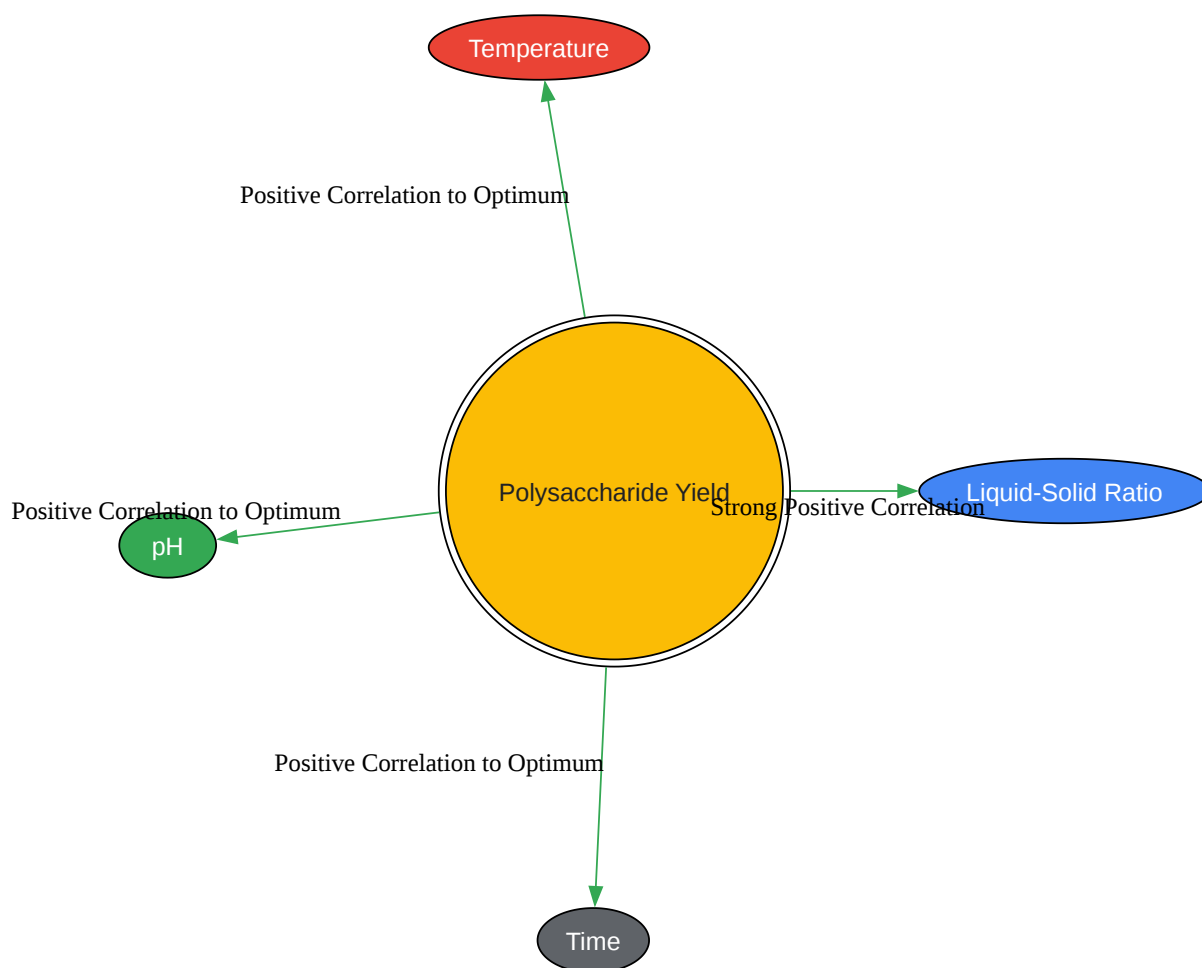 Temperature
Positive Correlation to Optimum
Polysaccharide Yield
Liquid-Solid Ratio
Strong Positive Correlation
Positive Correlation to Optimum
pH
Positive Correlation to Optimum
Time